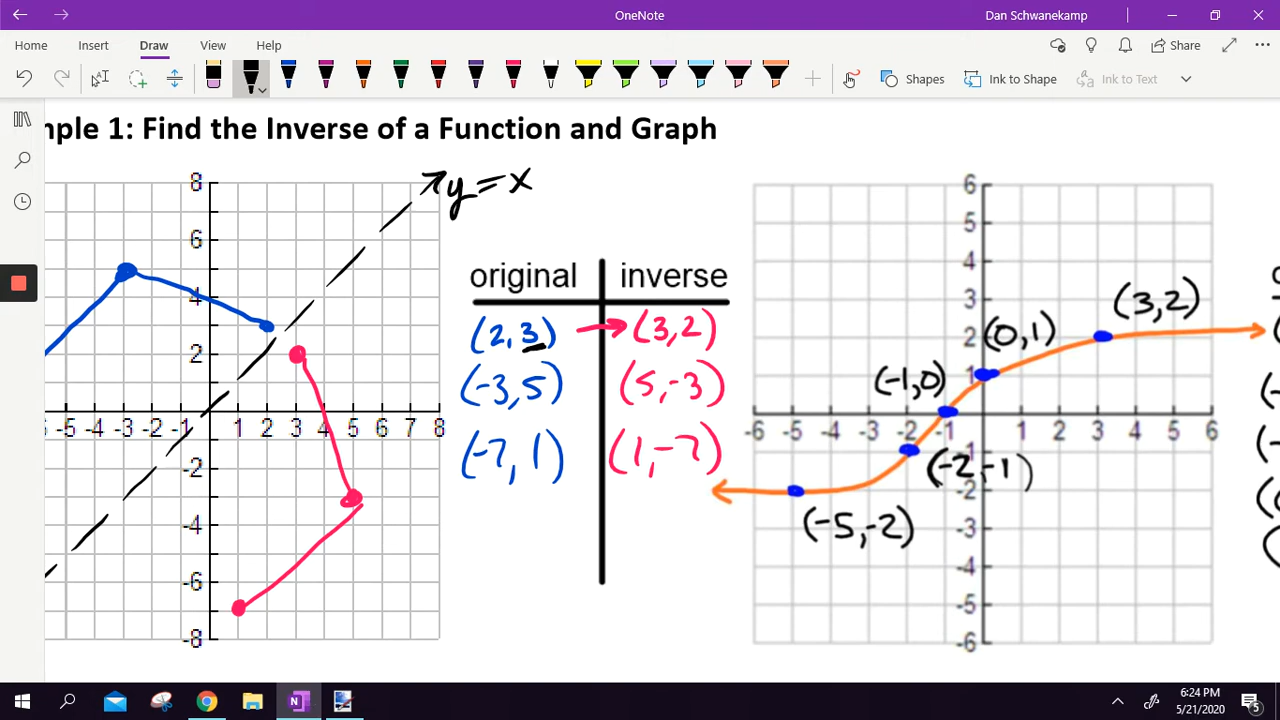 OneNote
Dan Schwanekamp
Home Insert Draw View Help
Share
Shapes
Ink to Shape
Ink to Text
mple 1: Find the Inverse of a Function and Graph
y=x
8
6
4
2
-5 -4 -3 -2 -1 1 2 3 4 5 6 7 8
-2
-4
-6
-8
original inverse
(2,3) → (3,2)
(-3,5) (5,-3)
(-7,1) (1,-7)
6
5
4
3
2
1
-6 -5 -4 -3 -2 -1 1 2 3 4 5 6
-1
-2
-3
-4
-5
-6
(3,2)
(0,1)
(-1,0)
(-2,-1)
(-5,-2)
6:24 PM
5/21/2020
5